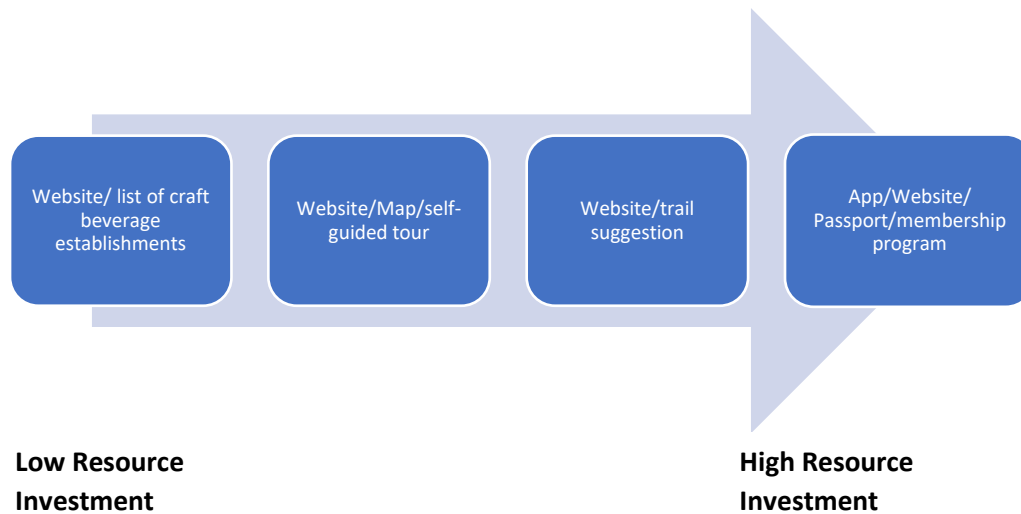 Website/ list of craft
beverage
establishments
Website/Map/self-
guided tour
Website/trail
suggestion
App/Website/
Passport/membership
program
Low Resource
Investment
High Resource
Investment